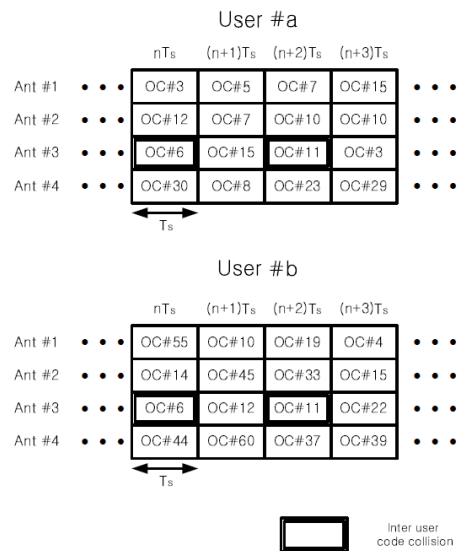 User #a
nTs (n+1)Ts (n+2)Ts (n+3)Ts
Ant #1 • • • OC#3 OC#5 OC#7 OC#15 • • •
Ant #2 • • • OC#12 OC#7 OC#10 OC#10 • • •
Ant #3 • • • OC#6 OC#15 OC#11 OC#3 • • •
Ant #4 • • • OC#30 OC#8 OC#23 OC#29 • • •
Ts
User #b
nTs (n+1)Ts (n+2)Ts (n+3)Ts
Ant #1 • • • OC#55 OC#10 OC#19 OC#4 • • •
Ant #2 • • • OC#14 OC#45 OC#33 OC#15 • • •
Ant #3 • • • OC#6 OC#12 OC#11 OC#22 • • •
Ant #4 • • • OC#44 OC#60 OC#37 OC#39 • • •
Ts
Inter user
code collision